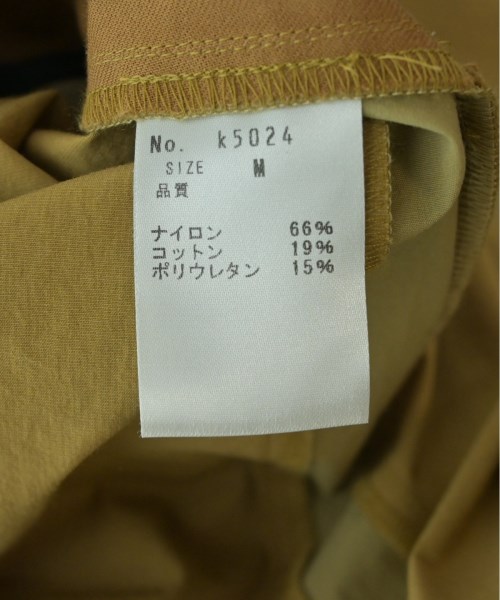 No. k5024
SIZE M
品質
ナイロン 66%
コットン 19%
ポリウレタン 15%